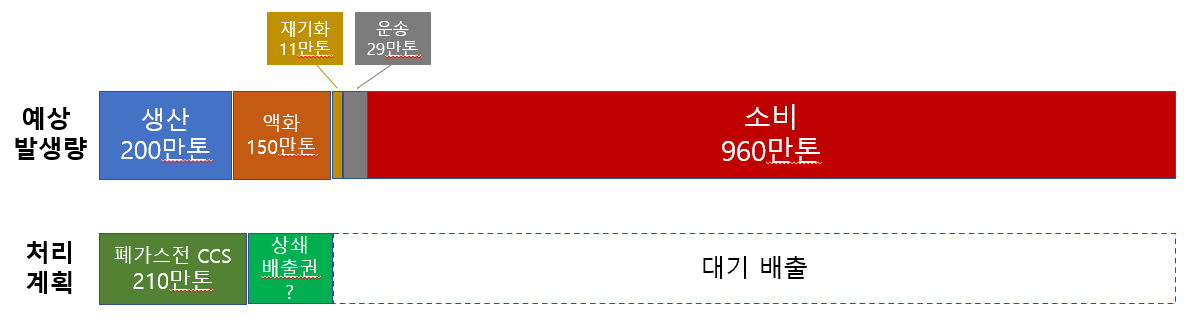 재기화
11만톤
운송
29만톤
예상
발생량
생산
200만톤
액화
150만톤
소비
960만톤
처리
계획
폐가스전 CCS
210만톤
상쇄
배출권
?
대기 배출